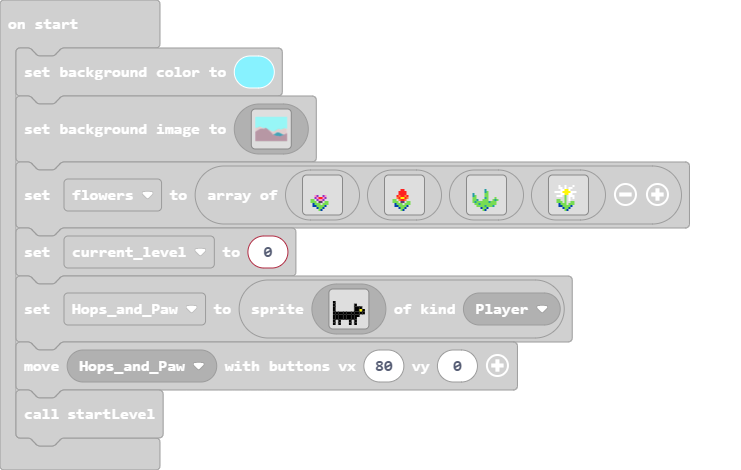 on start
set background color to
set background image to
set flowers to array of
set current_level to 0
set Hops_and_Paw to sprite of kind Player
move Hops_and_Paw with buttons vx 80 vy 0
call startLevel